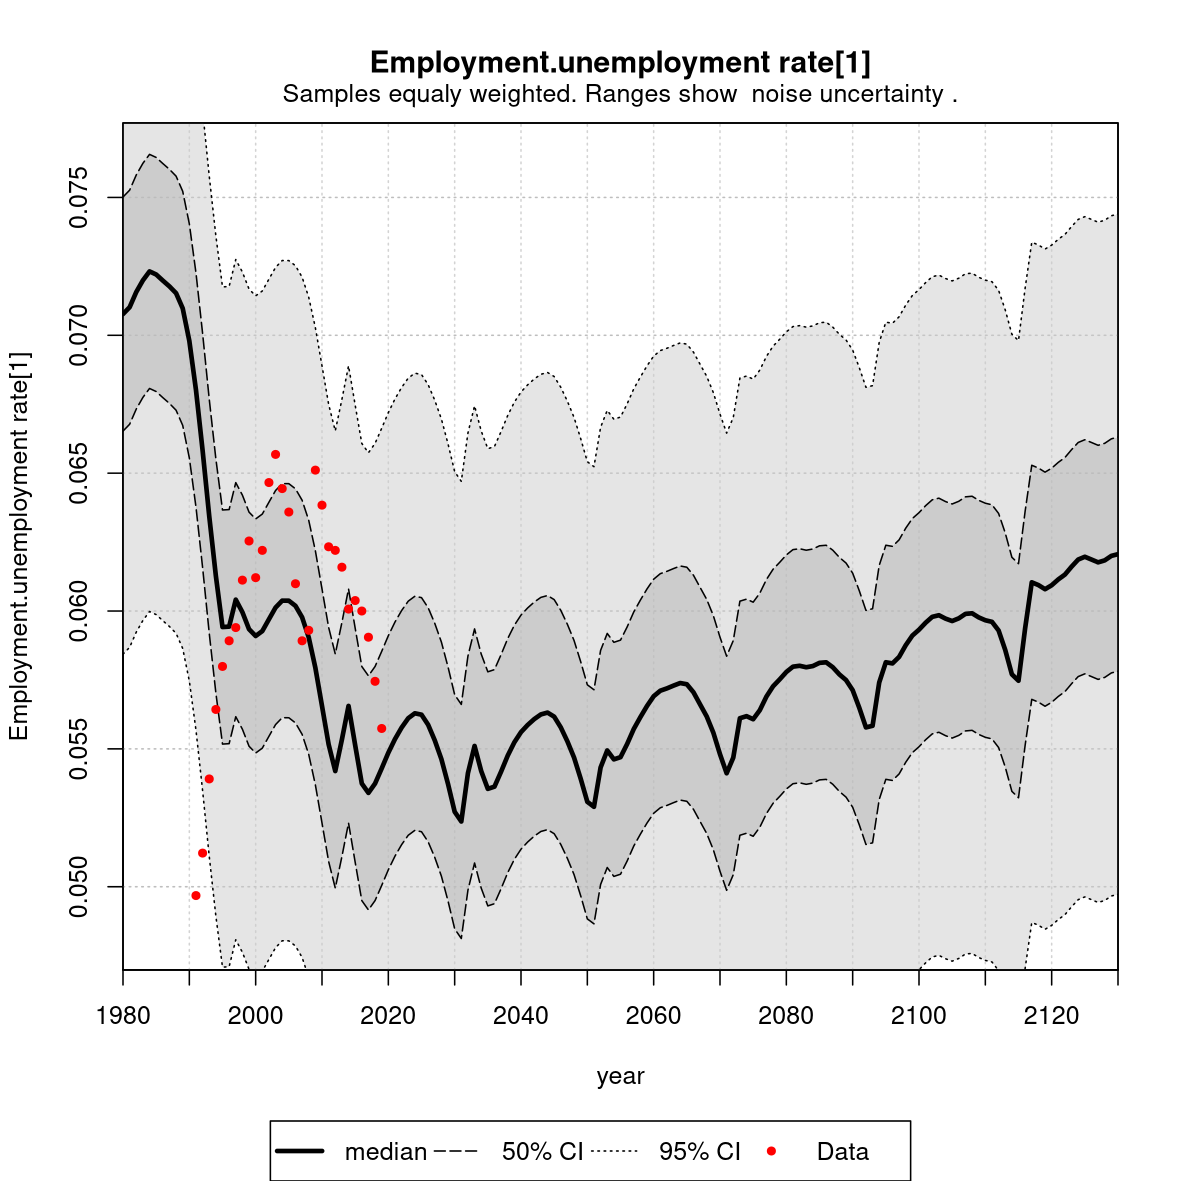 Employment.unemployment rate[1]
Samples equaly weighted. Ranges show  noise uncertainty .
Employment.unemployment rate[1]
0.075
0.070
0.065
0.060
0.055
0.050
1980 2000 2020 2040 2060 2080 2100 2120
year
median 50% CI 95% CI Data